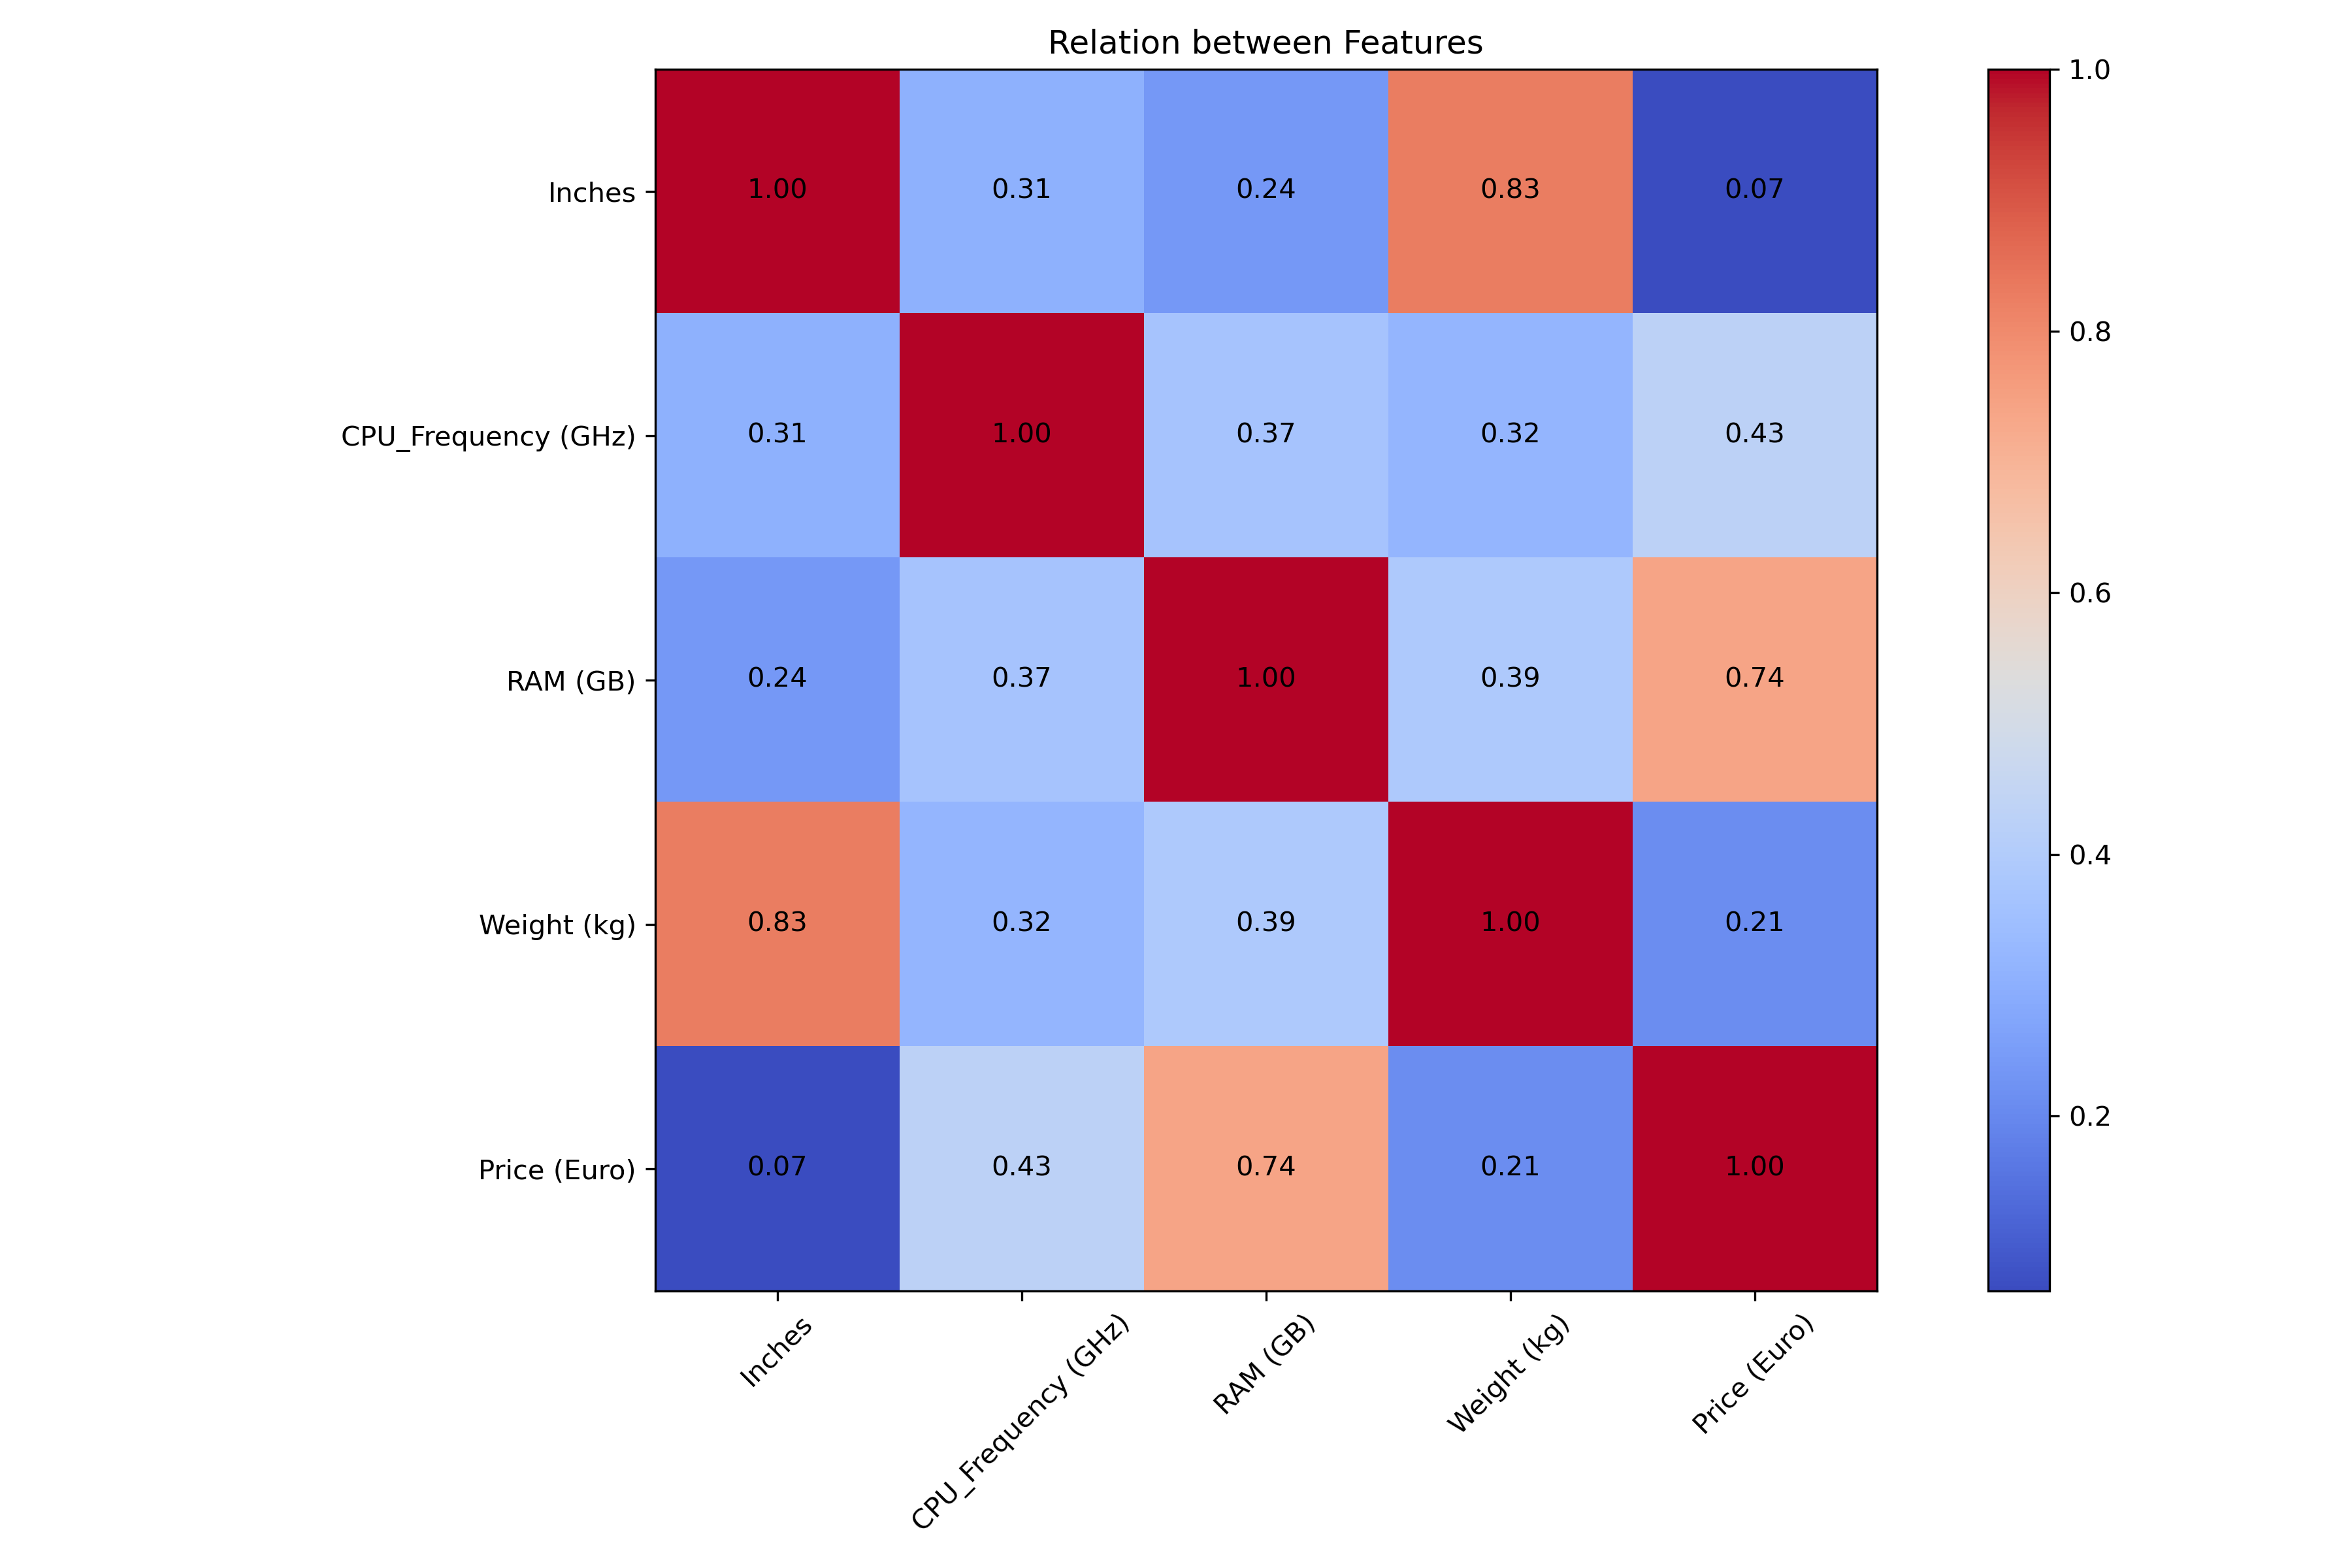 Relation between Features
Inches 1.00 0.31 0.24 0.83 0.07
CPU_Frequency (GHz) 0.31 1.00 0.37 0.32 0.43
RAM (GB) 0.24 0.37 1.00 0.39 0.74
Weight (kg) 0.83 0.32 0.39 1.00 0.21
Price (Euro) 0.07 0.43 0.74 0.21 1.00
Inches CPU_Frequency (GHz) RAM (GB) Weight (kg) Price (Euro)
1.0
0.8
0.6
0.4
0.2